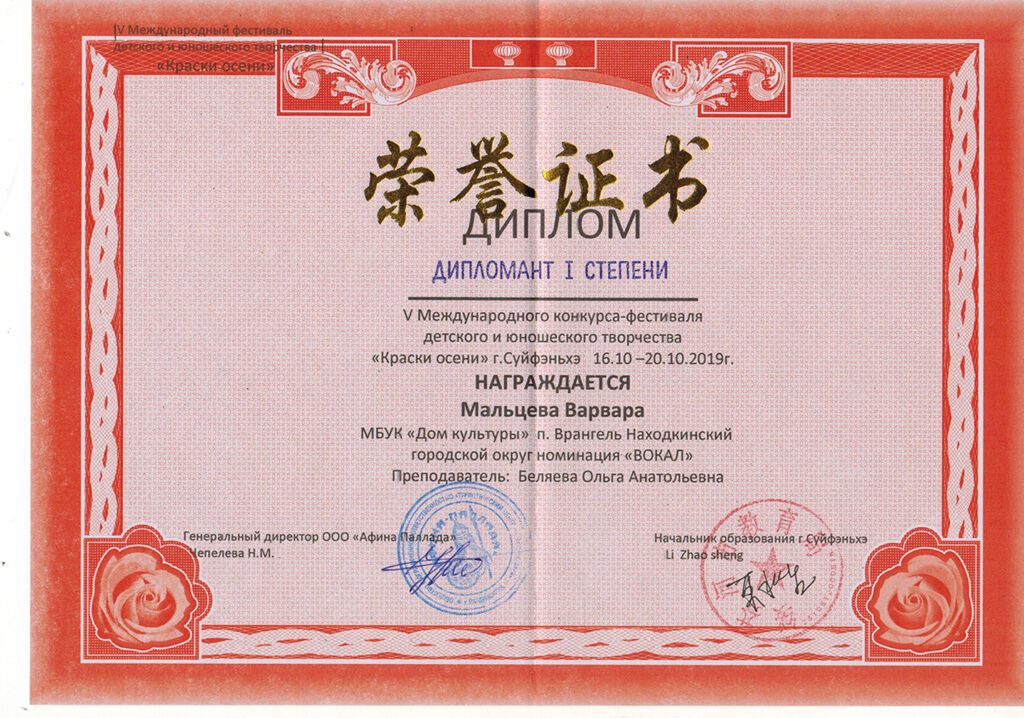 V Международный фестиваль
детского и юношеского творчества
«Краски осени»
荣誉证书
ДИПЛОМ
ДИПЛОМАНТ I СТЕПЕНИ
V Международного конкурса-фестиваля
детского и юношеского творчества
«Краски осени» г.Суйфэньхэ 16.10 –20.10.2019г.
НАГРАЖДАЕТСЯ
Мальцева Варвара
МБУК «Дом культуры» п. Врангель Находкинский
городской округ номинация «ВОКАЛ»
Преподаватель: Беляева Ольга Анатольевна
Генеральный директор ООО «Афина Паллада»
Чепелева Н.М.
Начальник образования г.Суйфэньхэ
Li Zhao sheng
教育